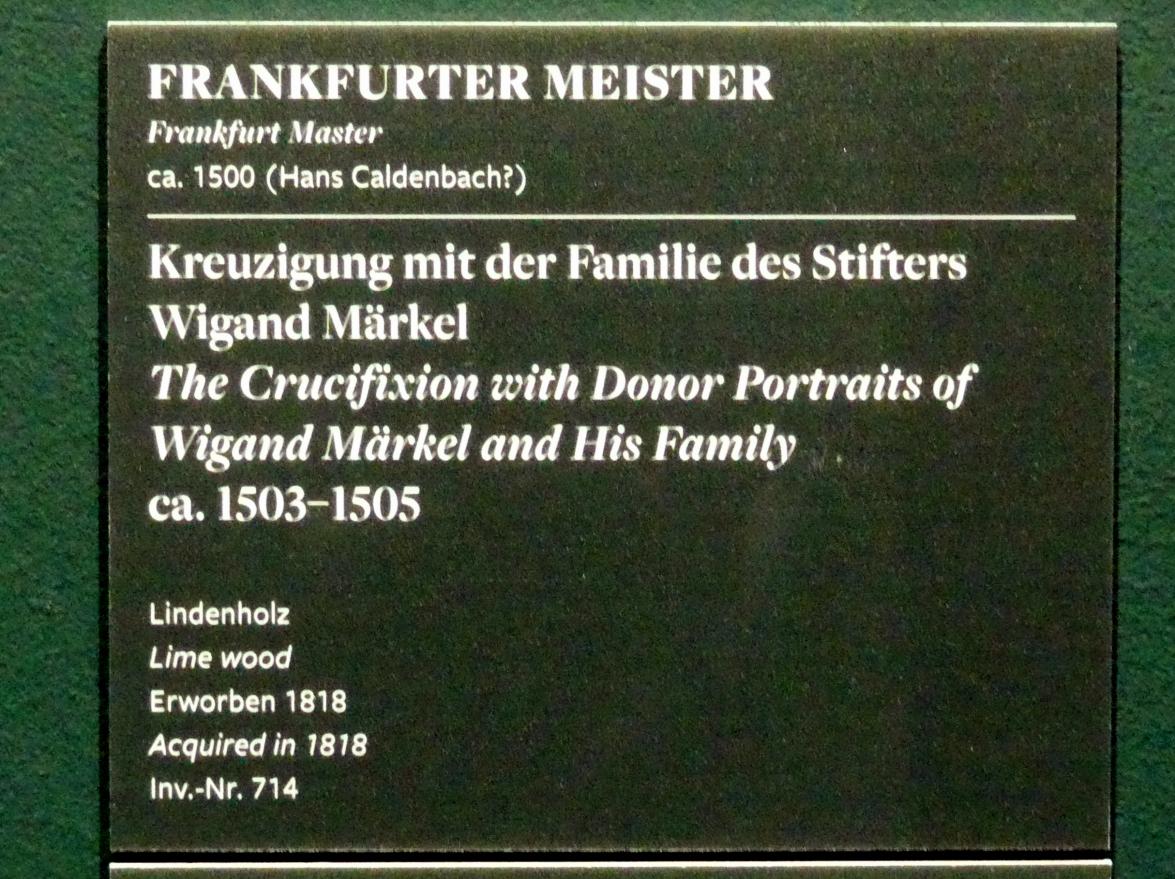 FRANKFURTER MEISTER
Frankfurt Master
ca. 1500 (Hans Caldenbach?)
Kreuzigung mit der Familie des Stifters
Wigand Märkel
The Crucifixion with Donor Portraits of
Wigand Märkel and His Family
ca. 1503–1505
Lindenholz
Lime wood
Erworben 1818
Acquired in 1818
Inv.-Nr. 714